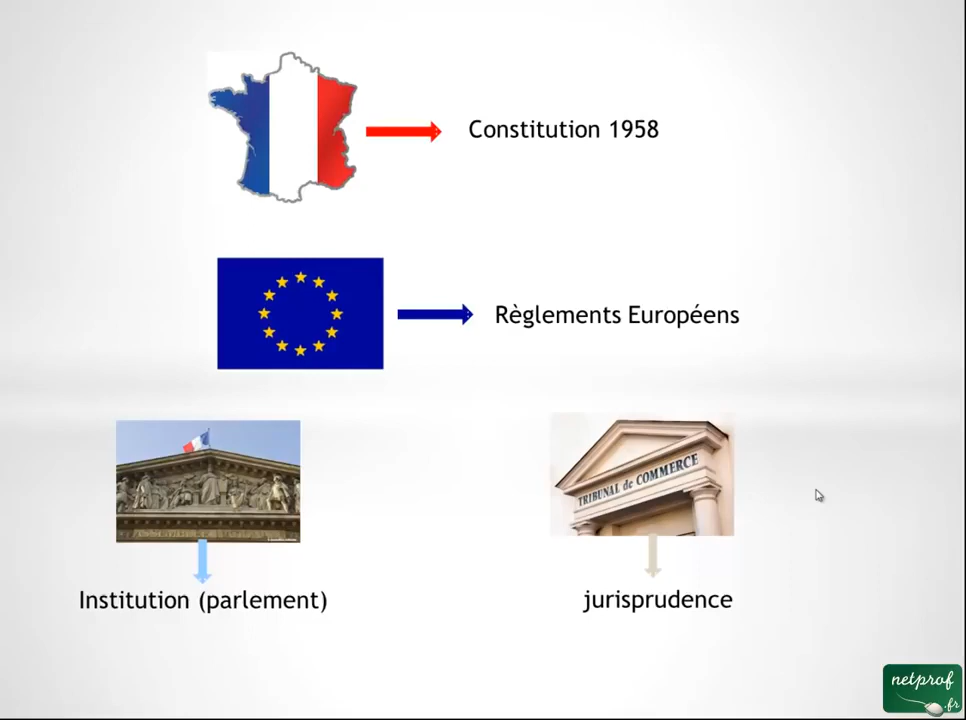 Constitution 1958
Règlements Européens
TRIBUNAL de COMMERCE
Institution (parlement)
jurisprudence
netprof
.fr